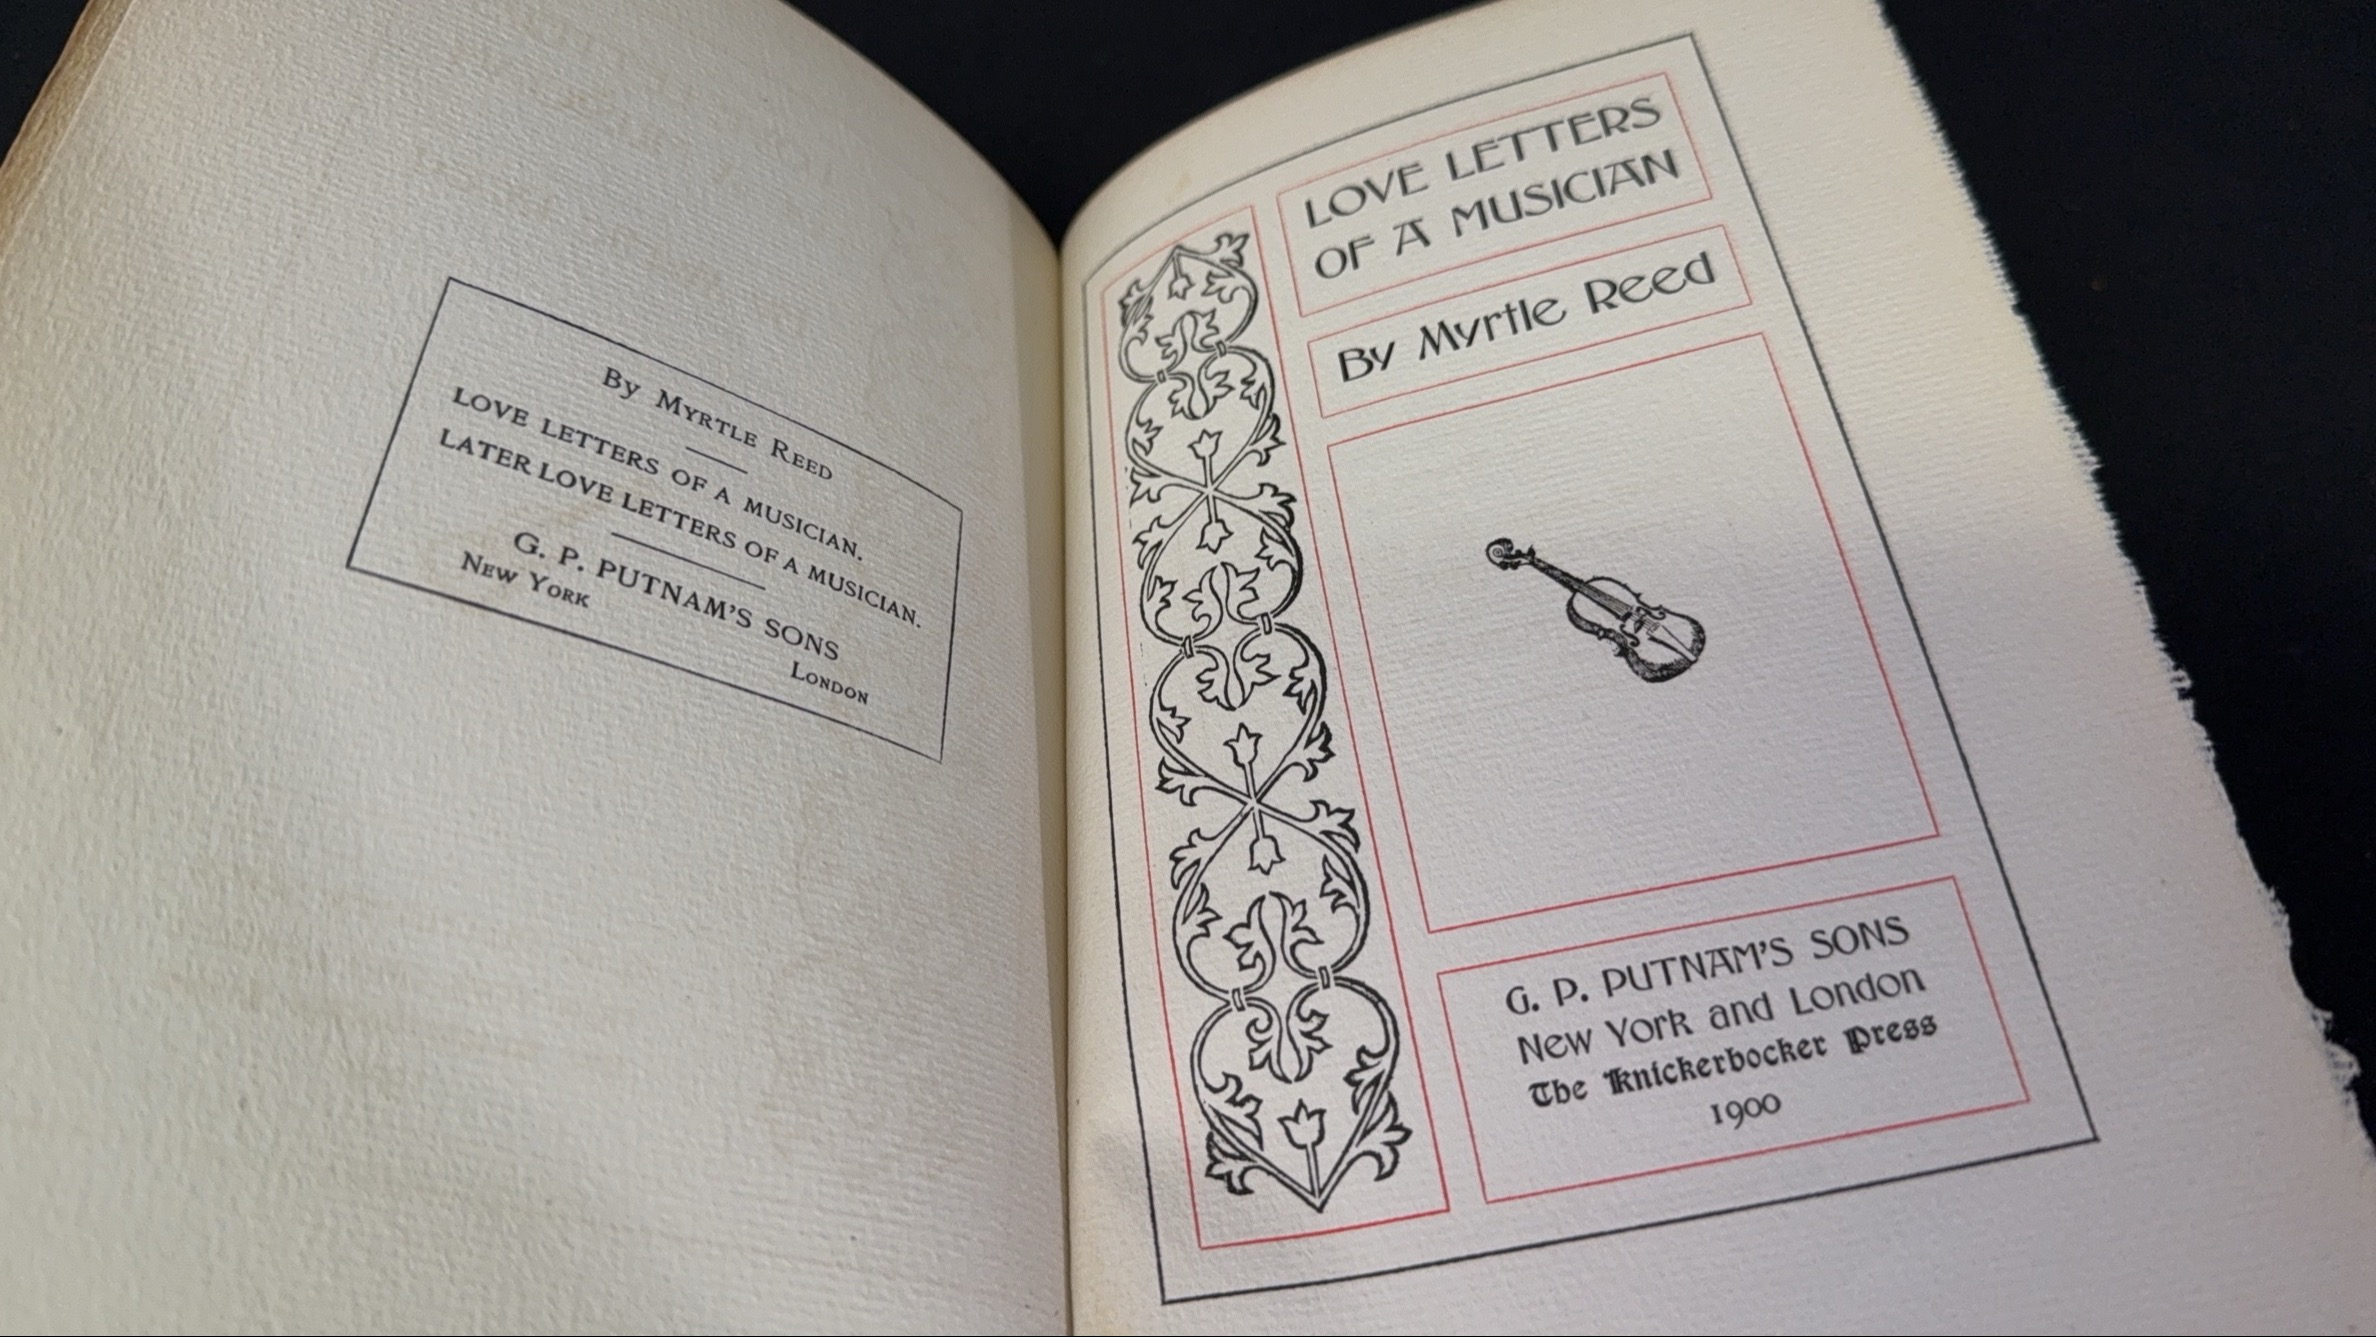 By Myrtle Reed
LOVE LETTERS OF A MUSICIAN.
LATER LOVE LETTERS OF A MUSICIAN.
G. P. PUTNAM'S SONS
New York
London
LOVE LETTERS
OF A MUSICIAN
By Myrtle Reed
G. P. PUTNAM'S SONS
New York and London
The Knickerbocker Press
1900